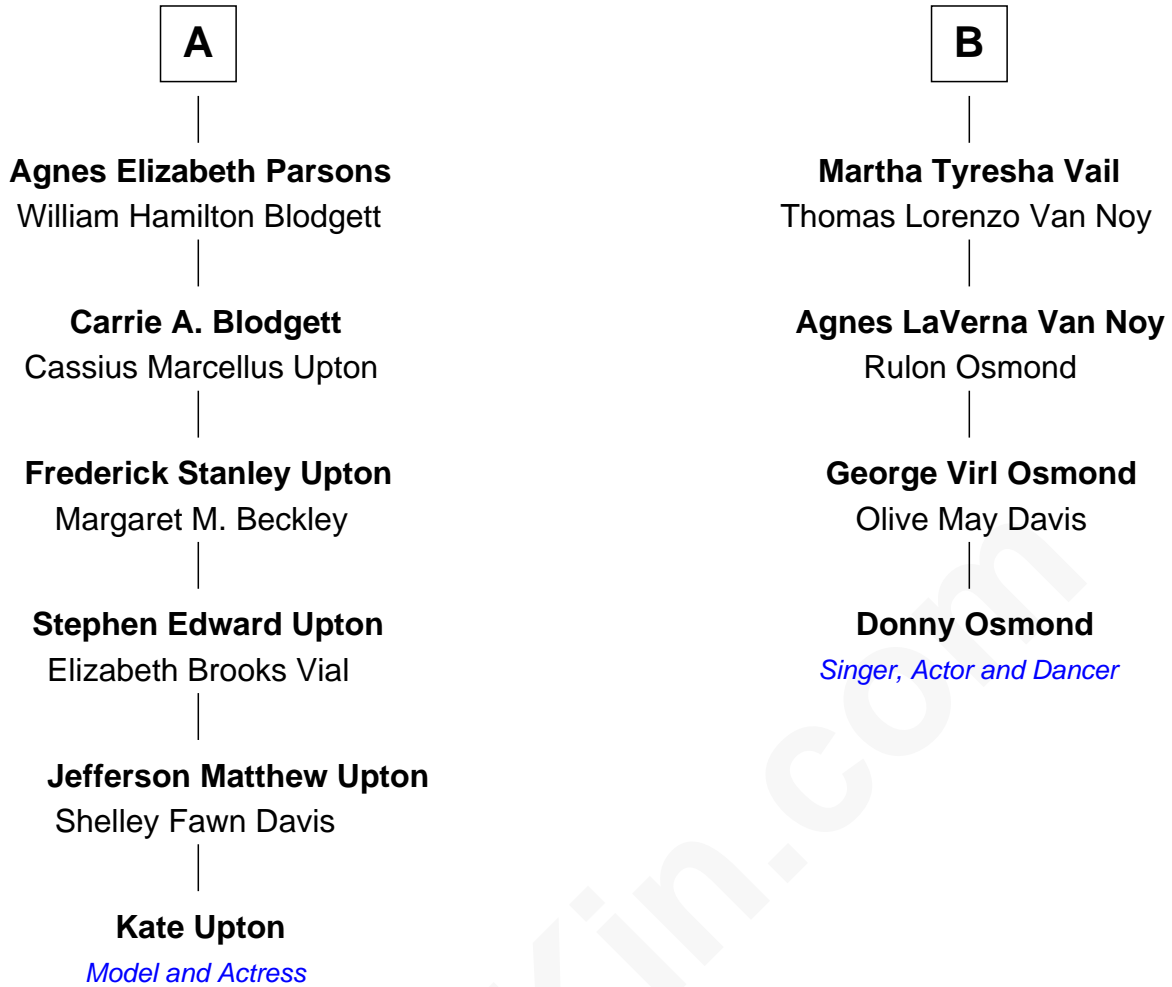 A
Agnes Elizabeth Parsons
William Hamilton Blodgett
Carrie A. Blodgett
Cassius Marcellus Upton
Frederick Stanley Upton
Margaret M. Beckley
Stephen Edward Upton
Elizabeth Brooks Vial
Jefferson Matthew Upton
Shelley Fawn Davis
Kate Upton
Model and Actress
B
Martha Tyresha Vail
Thomas Lorenzo Van Noy
Agnes LaVerna Van Noy
Rulon Osmond
George Virl Osmond
Olive May Davis
Donny Osmond
Singer, Actor and Dancer
Kin.com